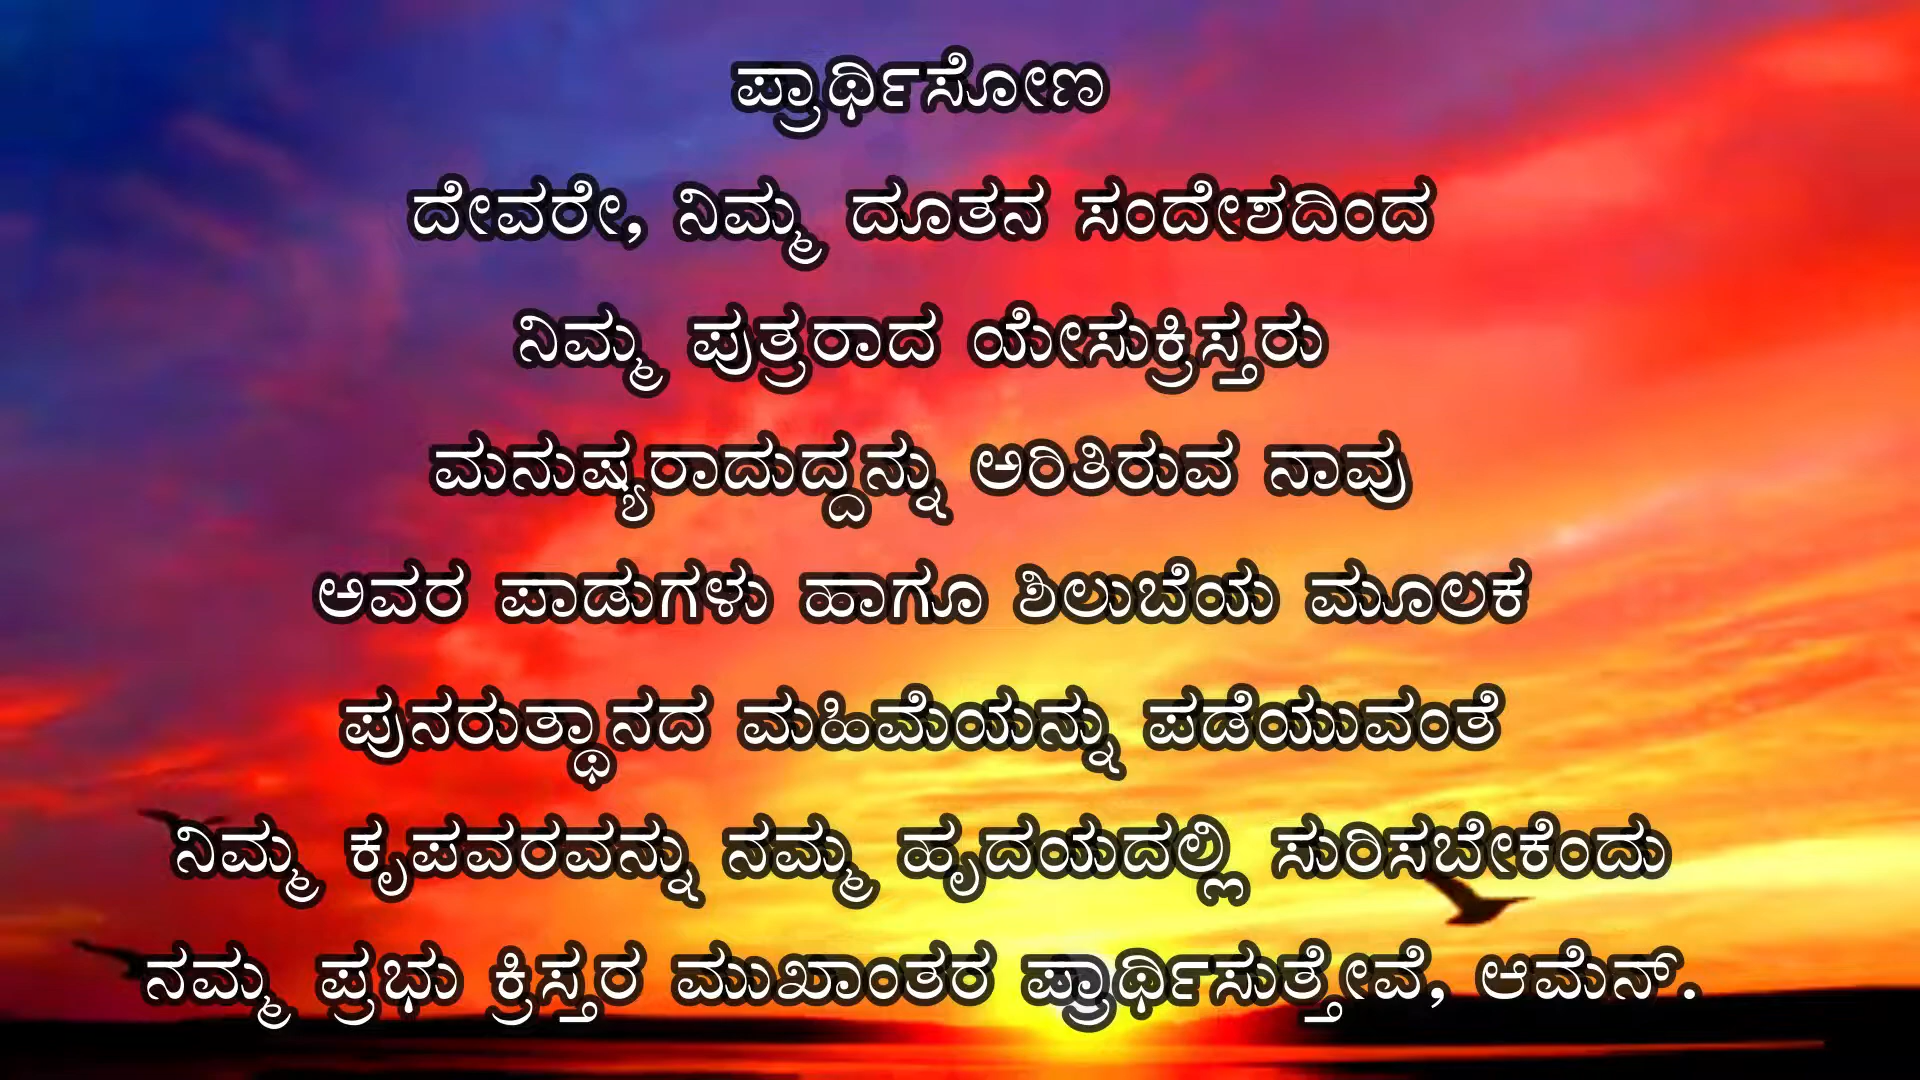 ಪ್ರಾರ್ಥಿಸೋಣ
ದೇವರೇ, ನಿಮ್ಮ ದೂತನ ಸಂದೇಶದಿಂದ
ನಿಮ್ಮ ಪುತ್ರರಾದ ಯೇಸುಕ್ರಿಸ್ತರು
ಮನುಷ್ಯರಾದುದ್ದನ್ನು ಅರಿತಿರುವ ನಾವು
ಅವರ ಪಾಡುಗಳು ಹಾಗೂ ಶಿಲುಬೆಯ ಮೂಲಕ
ಪುನರುತ್ಥಾನದ ಮಹಿಮೆಯನ್ನು ಪಡೆಯುವಂತೆ
ನಿಮ್ಮ ಕೃಪವರವನ್ನು ನಮ್ಮ ಹೃದಯದಲ್ಲಿ ಸುರಿಸಬೇಕೆಂದು
ನಮ್ಮ ಪ್ರಭು ಕ್ರಿಸ್ತರ ಮುಖಾಂತರ ಪ್ರಾರ್ಥಿಸುತ್ತೇವೆ, ಆಮೆನ್.